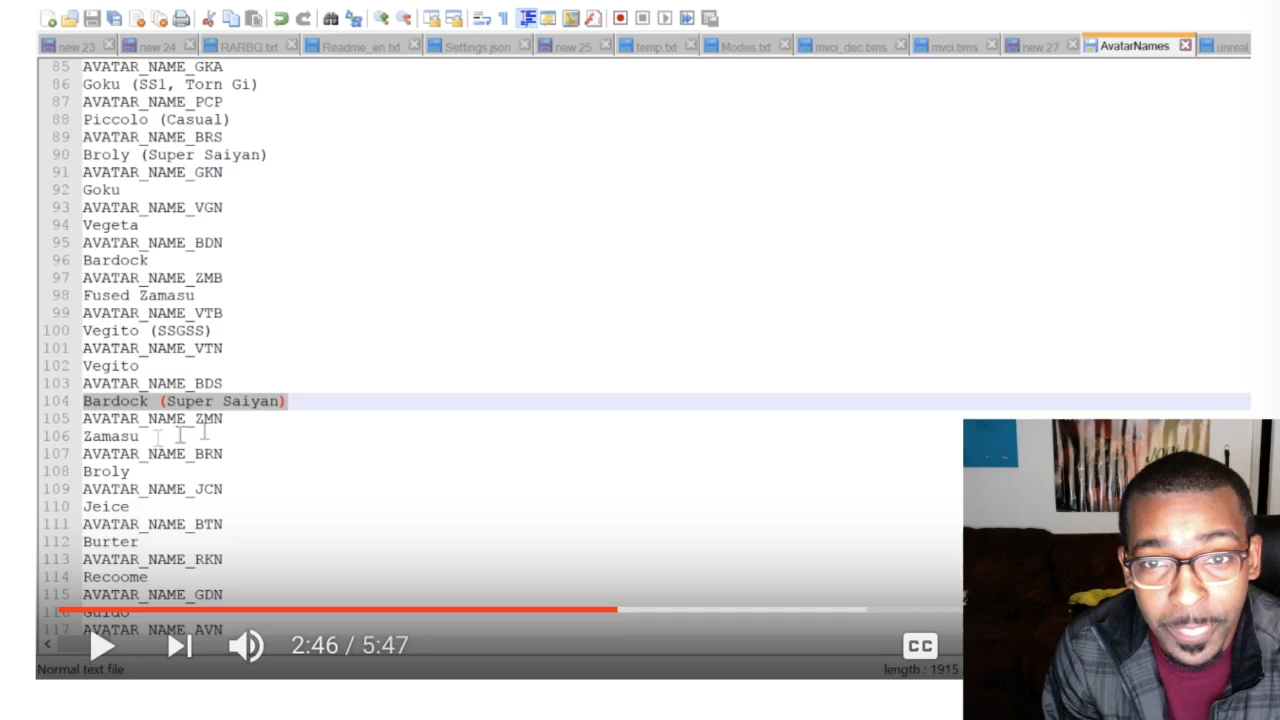 new 23 new 24 RARBG.txt Readme_en.txt Settings.json new 25 temp.txt Modes.txt mvci_dec.bms mvci.bms new 27 AvatarNames unreal
85 AVATAR_NAME_GKA
86 Goku (SS1, Torn Gi)
87 AVATAR_NAME_PCP
88 Piccolo (Casual)
89 AVATAR_NAME_BRS
90 Broly (Super Saiyan)
91 AVATAR_NAME_GKN
92 Goku
93 AVATAR_NAME_VGN
94 Vegeta
95 AVATAR_NAME_BDN
96 Bardock
97 AVATAR_NAME_ZMB
98 Fused Zamasu
99 AVATAR_NAME_VTB
100 Vegito (SSGSS)
101 AVATAR_NAME_VTN
102 Vegito
103 AVATAR_NAME_BDS
104 Bardock (Super Saiyan)
105 AVATAR_NAME_ZMN
106 Zamasu
107 AVATAR_NAME_BRN
108 Broly
109 AVATAR_NAME_JCN
110 Jeice
111 AVATAR_NAME_BTN
112 Burter
113 AVATAR_NAME_RKN
114 Recoome
115 AVATAR_NAME_GDN
116 Guldo
117 AVATAR_NAME_AVN
2:46 / 5:47 CC
Normal text file length : 1915